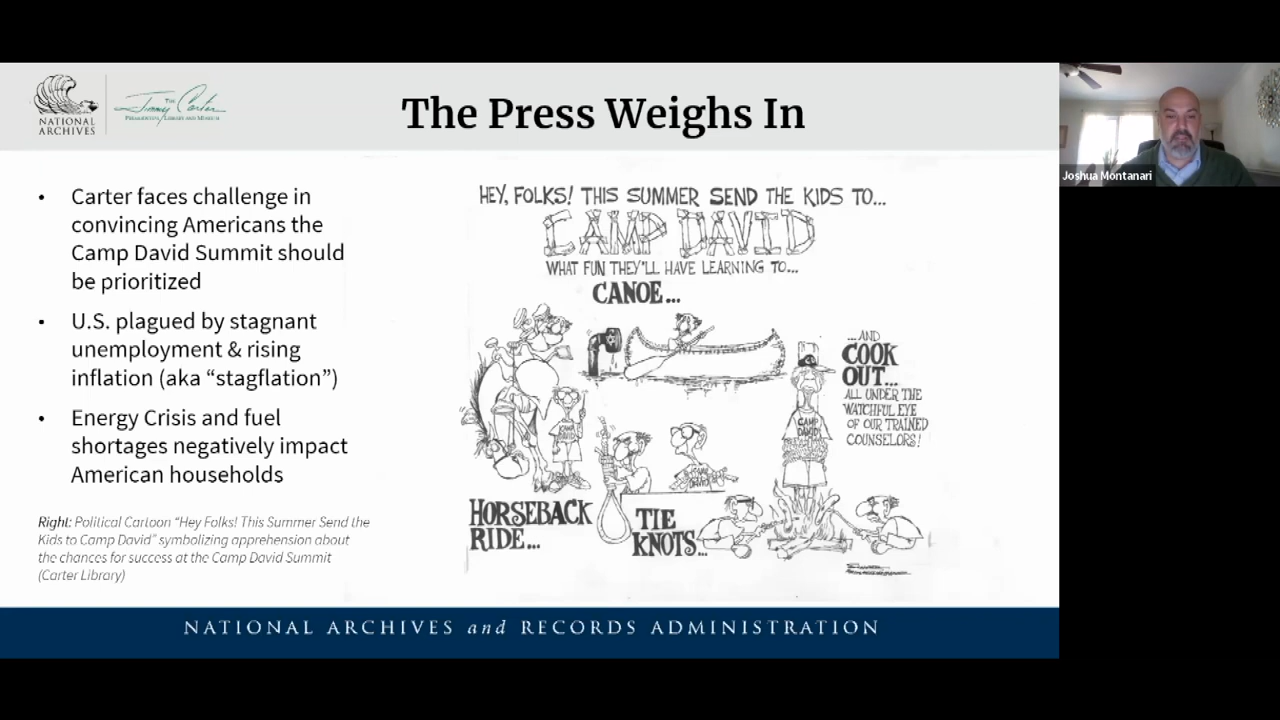 NATIONAL
ARCHIVES
THE
Jimmy Carter
PRESIDENTIAL LIBRARY AND MUSEUM
The Press Weighs In
• Carter faces challenge in
convincing Americans the
Camp David Summit should
be prioritized
• U.S. plagued by stagnant
unemployment & rising
inflation (aka “stagflation”)
• Energy Crisis and fuel
shortages negatively impact
American households
Right: Political Cartoon “Hey Folks! This Summer Send the
Kids to Camp David” symbolizing apprehension about
the chances for success at the Camp David Summit
(Carter Library)
HEY, FOLKS! THIS SUMMER SEND THE KIDS TO...
CAMP DAVID
WHAT FUN THEY'LL HAVE LEARNING TO...
CANOE...
HORSEBACK
RIDE...
TIE
KNOTS...
...AND
COOK
OUT...
ALL UNDER THE
WATCHFUL EYE
OF OUR TRAINED
COUNSELORS!
CAMP
DAVID
CAMP
DAVID
CAMP
DAVID
NATIONAL ARCHIVES and RECORDS ADMINISTRATION
Joshua Montanari